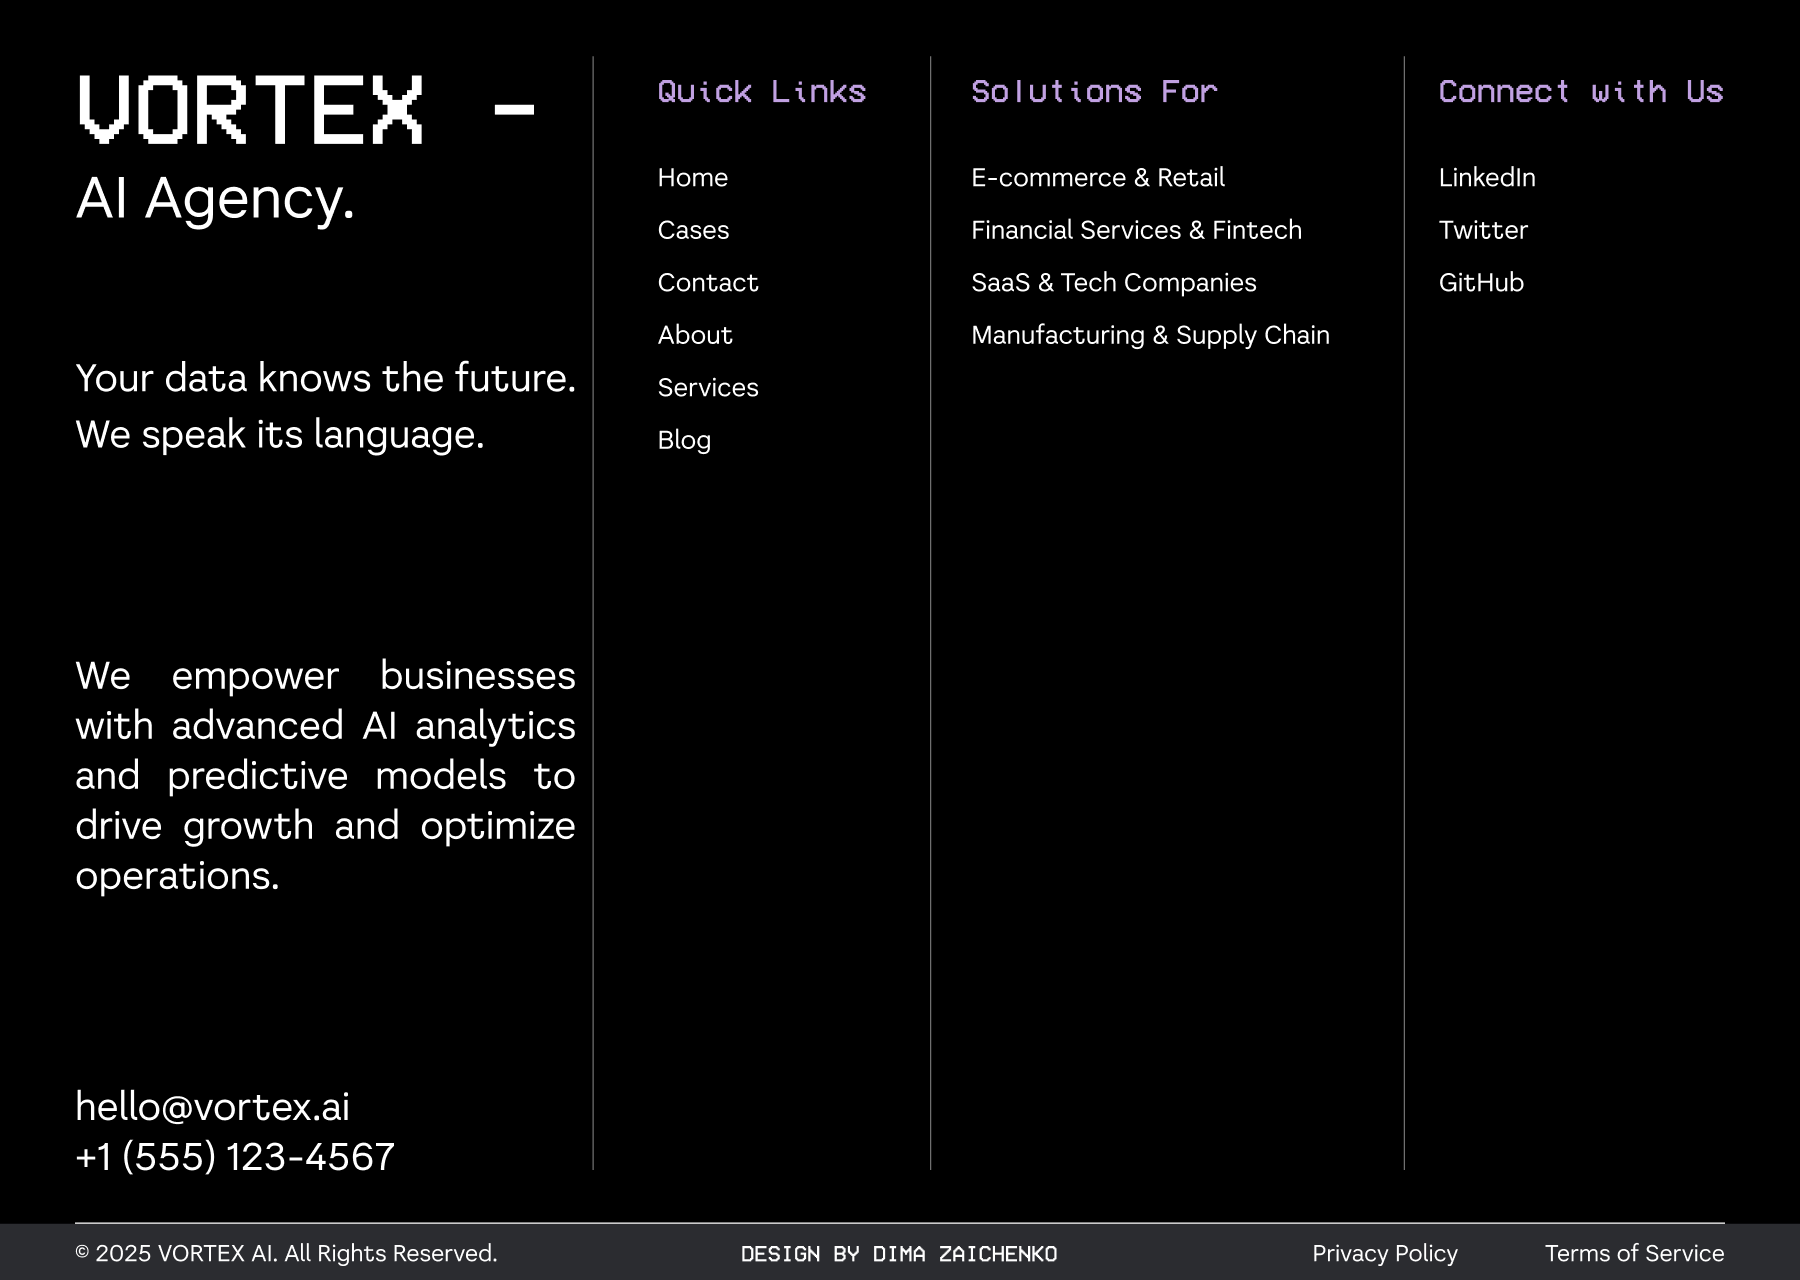 VORTEX -
AI Agency.
Your data knows the future.
We speak its language.
We empower businesses
with advanced AI analytics
and predictive models to
drive growth and optimize
operations.
hello@vortex.ai
+1 (555) 123-4567
Quick Links
Home
Cases
Contact
About
Services
Blog
Solutions For
E-commerce & Retail
Financial Services & Fintech
SaaS & Tech Companies
Manufacturing & Supply Chain
Connect with Us
LinkedIn
Twitter
GitHub
© 2025 VORTEX AI. All Rights Reserved.
DESIGN BY DIMA ZAICHENKO
Privacy Policy
Terms of Service